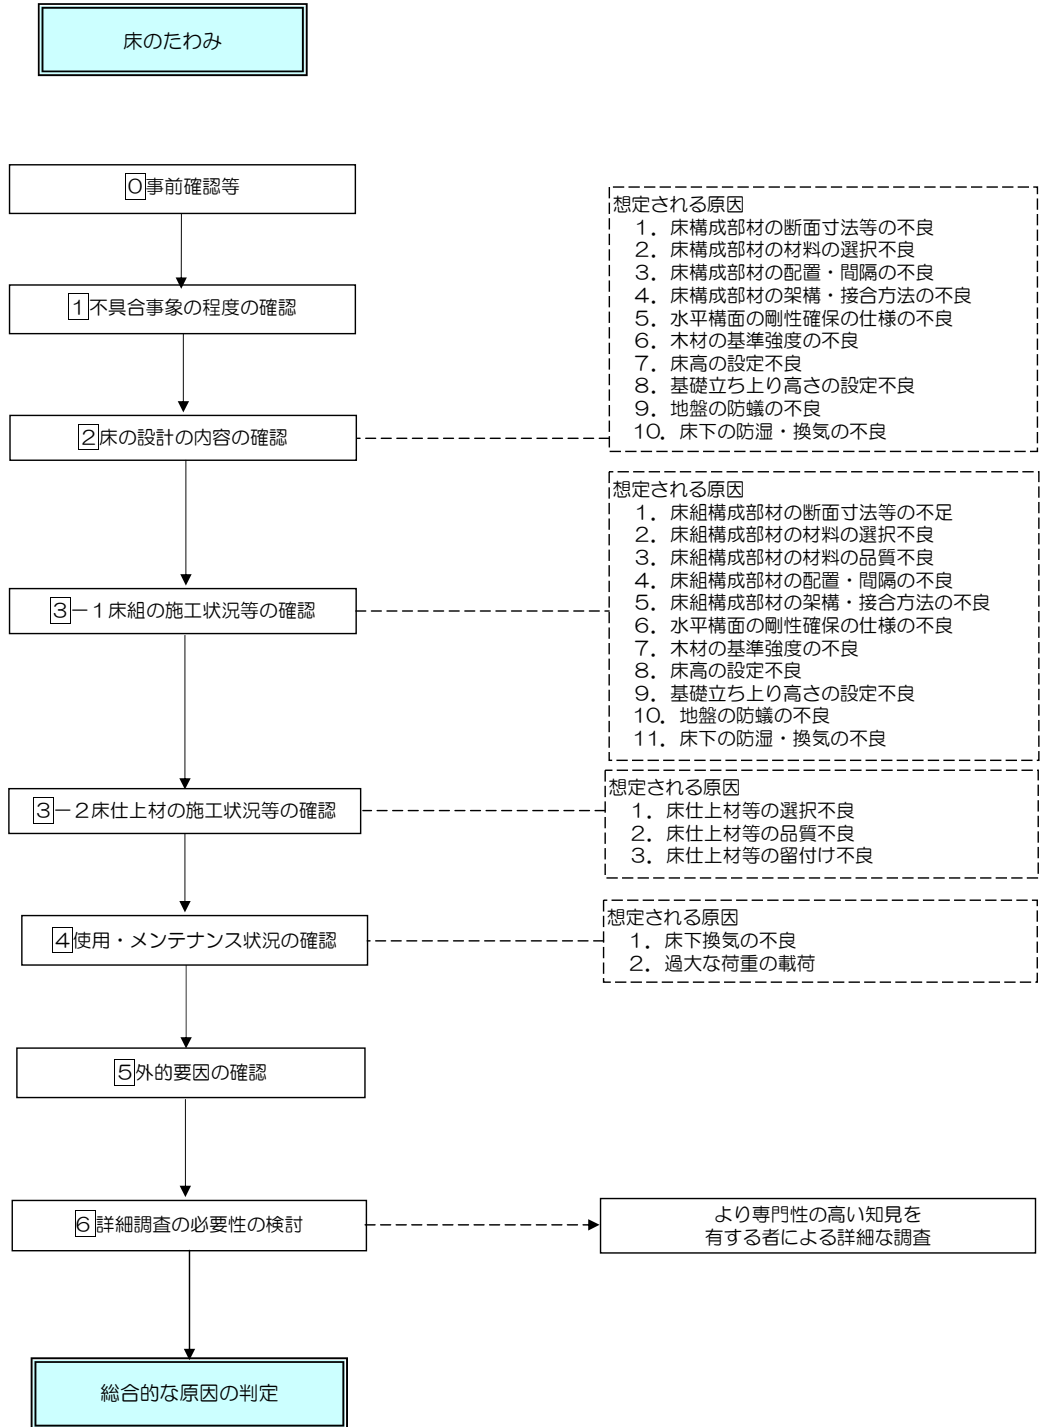 床のたわみ
0事前確認等
1不具合事象の程度の確認
2床の設計の内容の確認
想定される原因
1．床構成部材の断面寸法等の不良
2．床構成部材の材料の選択不良
3．床構成部材の配置・間隔の不良
4．床構成部材の架構・接合方法の不良
5．水平構面の剛性確保の仕様の不良
6．木材の基準強度の不良
7．床高の設定不良
8．基礎立ち上り高さの設定不良
9．地盤の防蟻の不良
10．床下の防湿・換気の不良
3－1床組の施工状況等の確認
想定される原因
1．床組構成部材の断面寸法等の不足
2．床組構成部材の材料の選択不良
3．床組構成部材の材料の品質不良
4．床組構成部材の配置・間隔の不良
5．床組構成部材の架構・接合方法の不良
6．水平構面の剛性確保の仕様の不良
7．木材の基準強度の不良
8．床高の設定不良
9．基礎立ち上り高さの設定不良
10．地盤の防蟻の不良
11．床下の防湿・換気の不良
3－2床仕上材の施工状況等の確認
想定される原因
1．床仕上材等の選択不良
2．床仕上材等の品質不良
3．床仕上材等の留付け不良
4使用・メンテナンス状況の確認
想定される原因
1．床下換気の不良
2．過大な荷重の載荷
5外的要因の確認
6詳細調査の必要性の検討
より専門性の高い知見を
有する者による詳細な調査
総合的な原因の判定